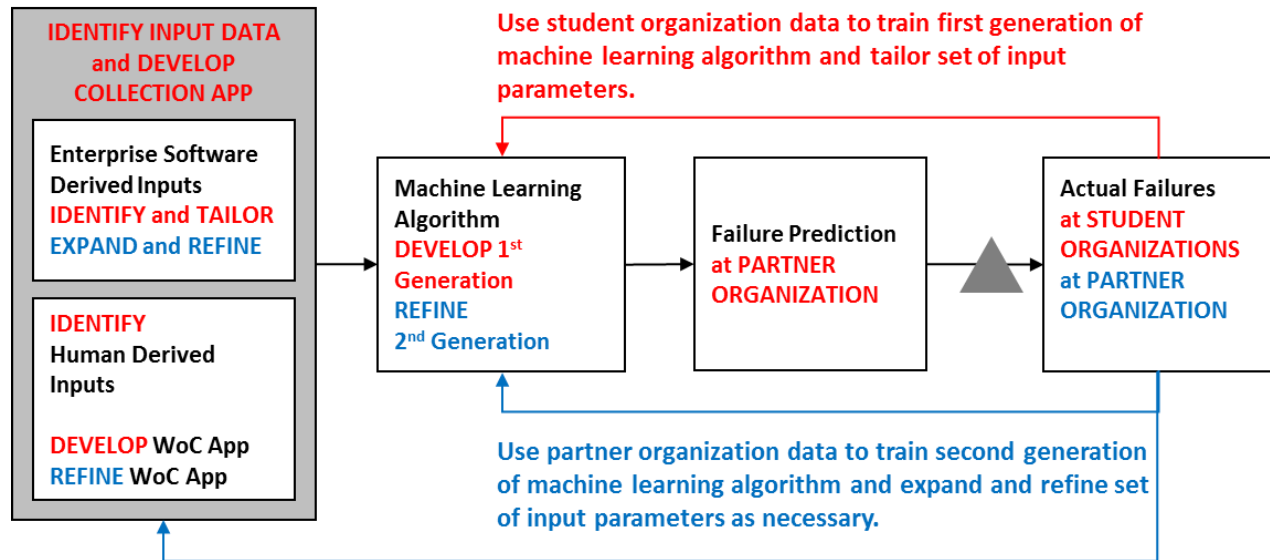 IDENTIFY INPUT DATA
and DEVELOP
COLLECTION APP
Enterprise Software
Derived Inputs
IDENTIFY and TAILOR
EXPAND and REFINE
IDENTIFY
Human Derived
Inputs
DEVELOP WoC App
REFINE WoC App
Use student organization data to train first generation of
machine learning algorithm and tailor set of input
parameters.
Machine Learning
Algorithm
DEVELOP 1st
Generation
REFINE
2nd Generation
Failure Prediction
at PARTNER
ORGANIZATION
Actual Failures
at STUDENT
ORGANIZATIONS
at PARTNER
ORGANIZATION
Use partner organization data to train second generation
of machine learning algorithm and expand and refine set
of input parameters as necessary.